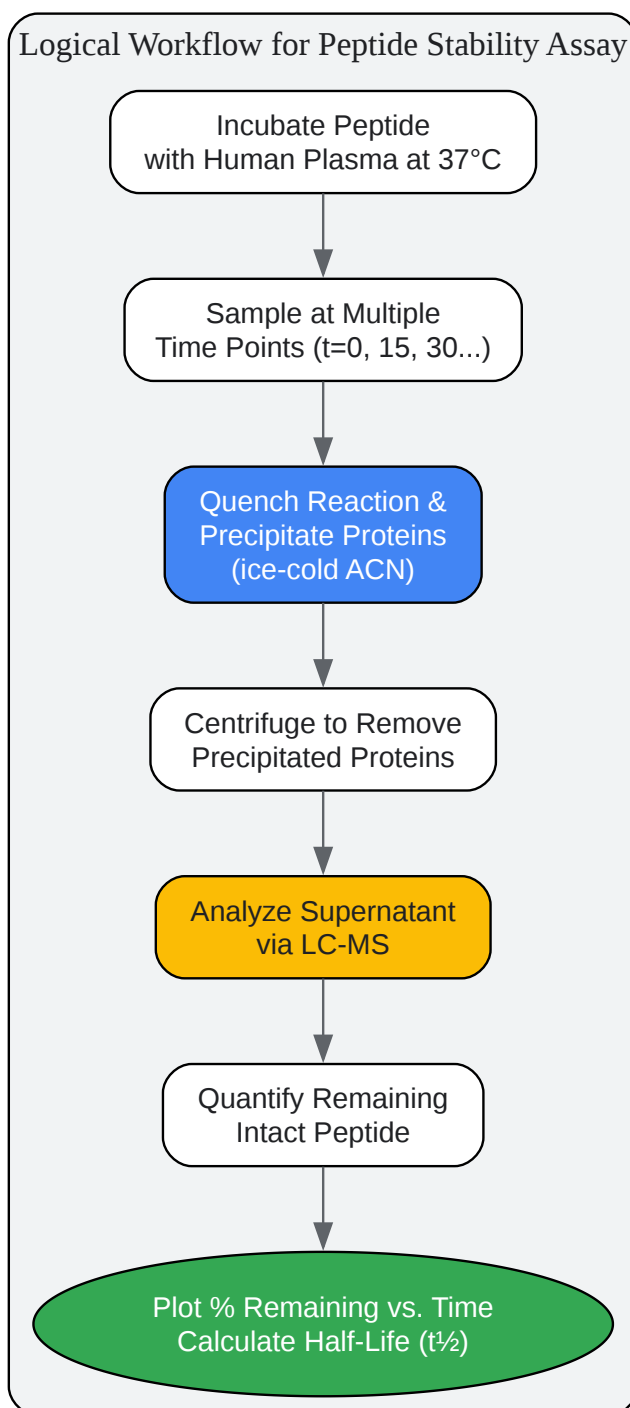 Logical Workflow for Peptide Stability Assay
Incubate Peptide
with Human Plasma at 37°C
Sample at Multiple
Time Points (t=0, 15, 30...)
Quench Reaction &
Precipitate Proteins
(ice-cold ACN)
Centrifuge to Remove
Precipitated Proteins
Analyze Supernatant
via LC-MS
Quantify Remaining
Intact Peptide
Plot % Remaining vs. Time
Calculate Half-Life (t½)